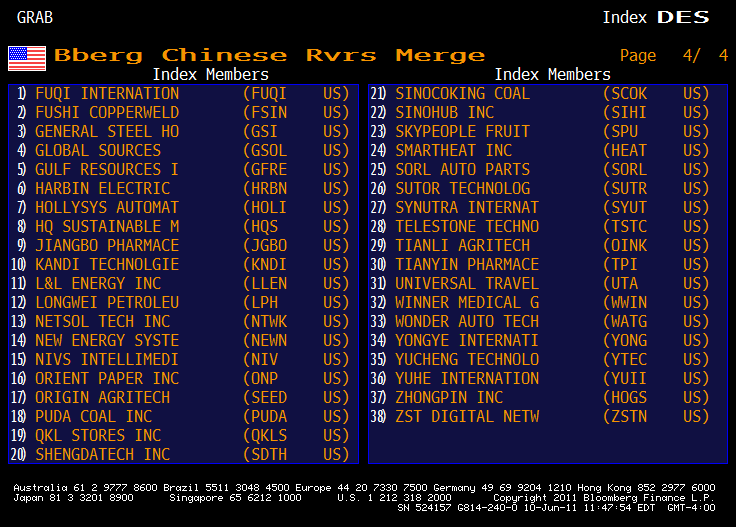 GRAB Index DES
Bberg Chinese Rvrs Merge Page 4/ 4
Index Members
1) FUQI INTERNATION (FUQI US)
2) FUSHI COPPERWELD (FSIN US)
3) GENERAL STEEL HO (GSI US)
4) GLOBAL SOURCES (GSOL US)
5) GULF RESOURCES I (GFRE US)
6) HARBIN ELECTRIC (HRBN US)
7) HOLLYSYS AUTOMAT (HOLI US)
8) HQ SUSTAINABLE M (HQS US)
9) JIANGBO PHARMACE (JGBO US)
10) KANDI TECHNOLGIE (KNDI US)
11) L&L ENERGY INC (LLEN US)
12) LONGWEI PETROLEU (LPH US)
13) NETSOL TECH INC (NTWK US)
14) NEW ENERGY SYSTE (NEWN US)
15) NIVS INTELLIMEDI (NIV US)
16) ORIENT PAPER INC (ONP US)
17) ORIGIN AGRITECH (SEED US)
18) PUDA COAL INC (PUDA US)
19) QKL STORES INC (QKLS US)
20) SHENGDATECH INC (SDTH US)
Index Members
21) SINOCOKING COAL (SCOK US)
22) SINOHUB INC (SIHI US)
23) SKYPEOPLE FRUIT (SPU US)
24) SMARTHEAT INC (HEAT US)
25) SORL AUTO PARTS (SORL US)
26) SUTOR TECHNOLOG (SUTR US)
27) SYNUTRA INTERNAT (SYUT US)
28) TELESTONE TECHNO (TSTC US)
29) TIANLI AGRITECH (OINK US)
30) TIANYIN PHARMACE (TPI US)
31) UNIVERSAL TRAVEL (UTA US)
32) WINNER MEDICAL G (WWIN US)
33) WONDER AUTO TECH (WATG US)
34) YONGYE INTERNATI (YONG US)
35) YUCHENG TECHNOLO (YTEC US)
36) YUHE INTERNATION (YUII US)
37) ZHONGPIN INC (HOGS US)
38) ZST DIGITAL NETW (ZSTN US)
Australia 61 2 9777 8600 Brazil 5511 3048 4500 Europe 44 20 7330 7500 Germany 49 69 9204 1210 Hong Kong 852 2977 6000
Japan 81 3 3201 8900 Singapore 65 6212 1000 U.S. 1 212 318 2000 Copyright 2011 Bloomberg Finance L.P.
SN 524157 G814-240-0 10-Jun-11 11:47:54 EDT GMT-4:00